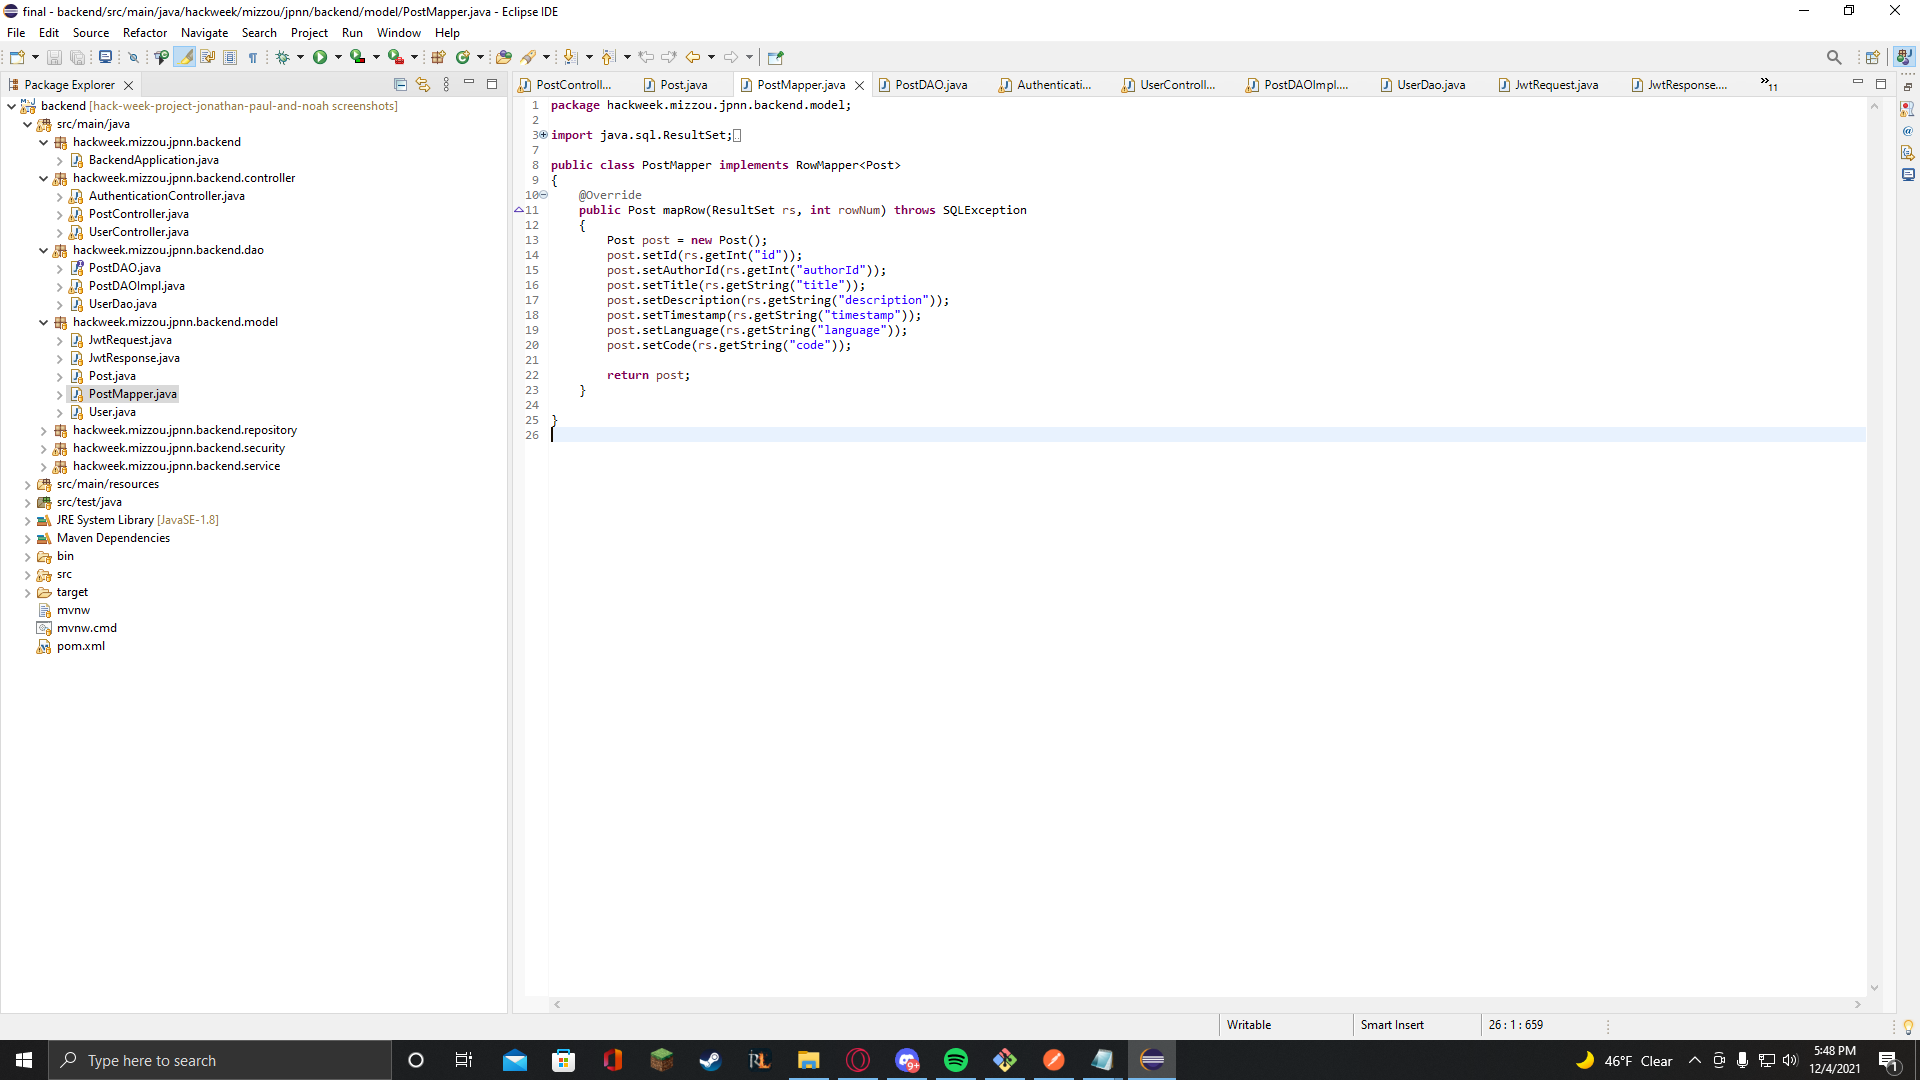 final - backend/src/main/java/hackweek/mizzou/jpnn/backend/model/PostMapper.java - Eclipse IDE
File Edit Source Refactor Navigate Search Project Run Window Help
Package Explorer
backend [hack-week-project-jonathan-paul-and-noah screenshots]
src/main/java
hackweek.mizzou.jpnn.backend
BackendApplication.java
hackweek.mizzou.jpnn.backend.controller
AuthenticationController.java
PostController.java
UserController.java
hackweek.mizzou.jpnn.backend.dao
PostDAO.java
PostDAOImpl.java
UserDao.java
hackweek.mizzou.jpnn.backend.model
JwtRequest.java
JwtResponse.java
Post.java
PostMapper.java
User.java
hackweek.mizzou.jpnn.backend.repository
hackweek.mizzou.jpnn.backend.security
hackweek.mizzou.jpnn.backend.service
src/main/resources
src/test/java
JRE System Library [JavaSE-1.8]
Maven Dependencies
bin
src
target
mvnw
mvnw.cmd
pom.xml
PostControll... Post.java PostMapper.java PostDAO.java Authenticati... UserControll... PostDAOImpl.... UserDao.java JwtRequest.java JwtResponse.... »11
1 package hackweek.mizzou.jpnn.backend.model;
2
3 import java.sql.ResultSet;
7
8 public class PostMapper implements RowMapper<Post>
9 {
10 @Override
11 public Post mapRow(ResultSet rs, int rowNum) throws SQLException
12 {
13 Post post = new Post();
14 post.setId(rs.getInt("id"));
15 post.setAuthorId(rs.getInt("authorId"));
16 post.setTitle(rs.getString("title"));
17 post.setDescription(rs.getString("description"));
18 post.setTimestamp(rs.getString("timestamp"));
19 post.setLanguage(rs.getString("language"));
20 post.setCode(rs.getString("code"));
21
22 return post;
23 }
24
25 }
26
Writable Smart Insert 26 : 1 : 659
Type here to search
RL
9+
46°F Clear
5:48 PM
12/4/2021
1